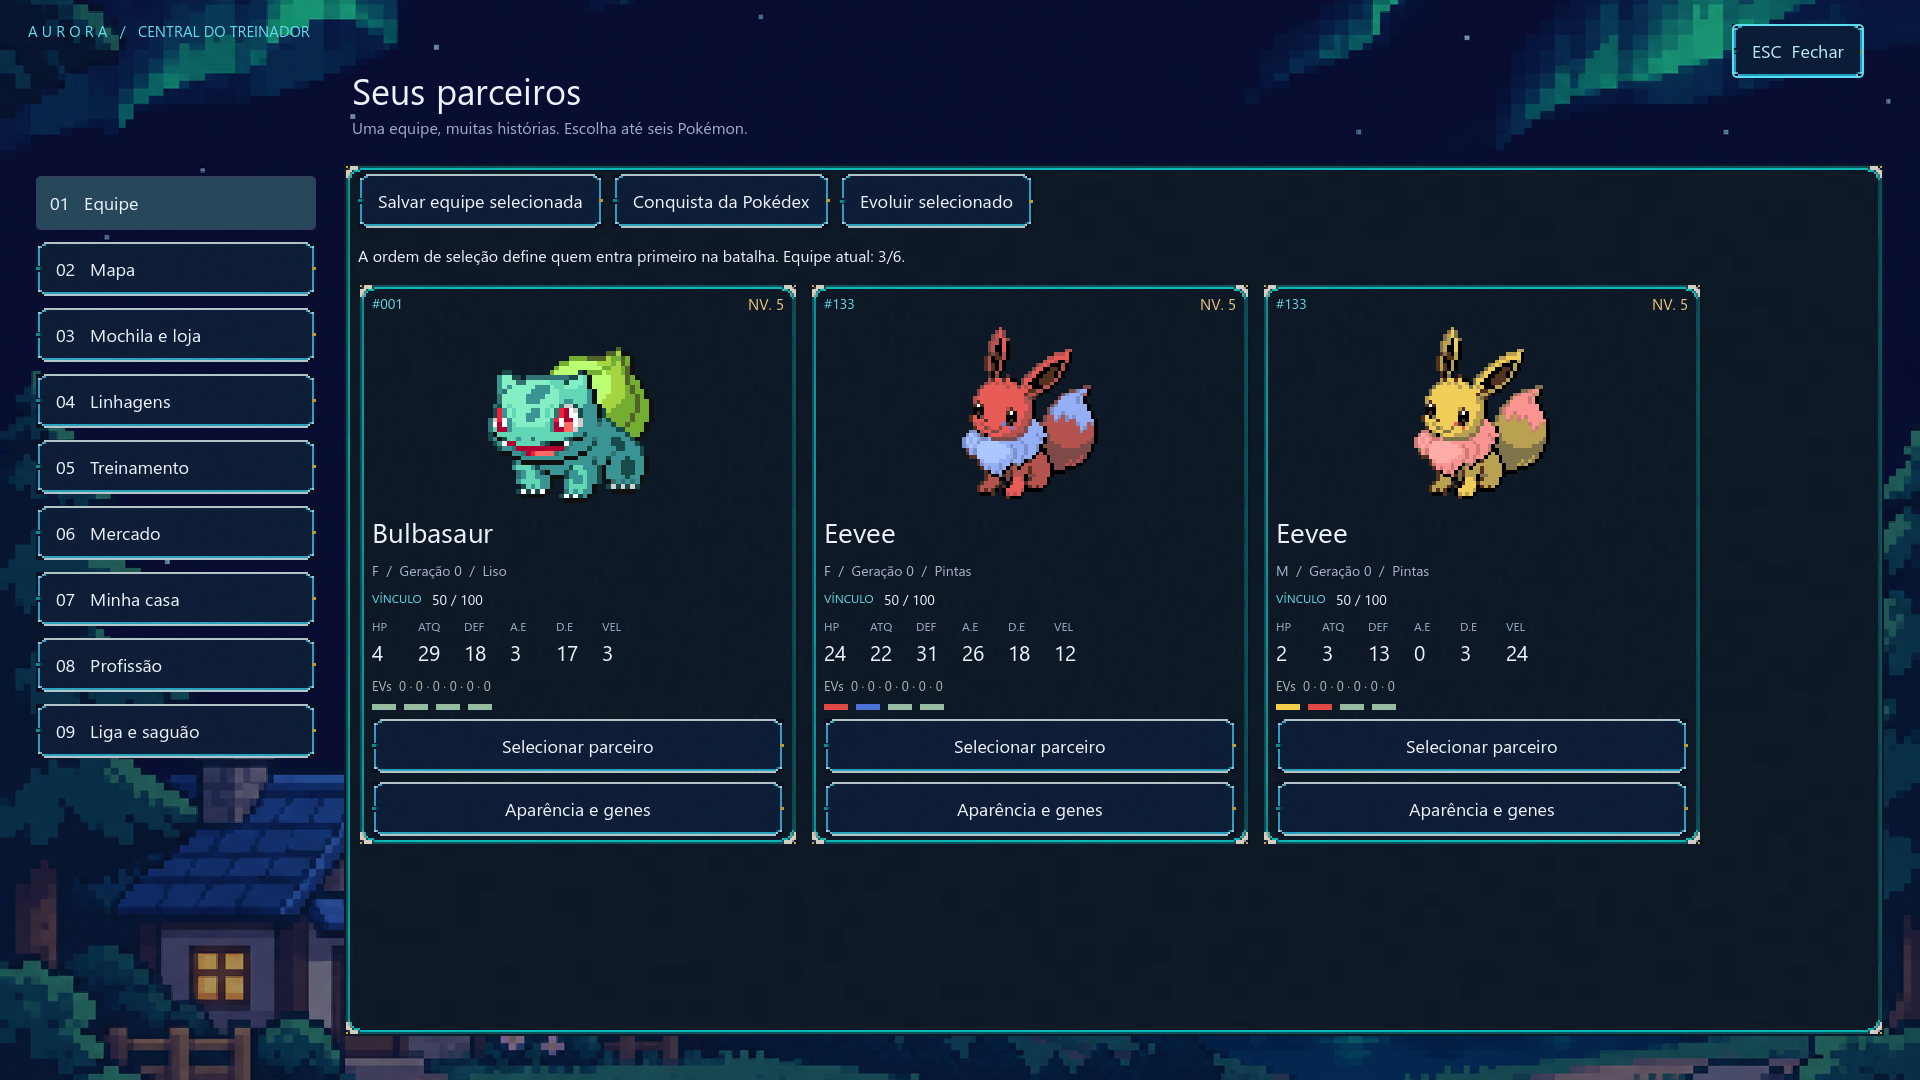 AURORA / CENTRAL DO TREINADOR
ESC Fechar
Seus parceiros
Uma equipe, muitas histórias. Escolha até seis Pokémon.
01 Equipe
02 Mapa
03 Mochila e loja
04 Linhagens
05 Treinamento
06 Mercado
07 Minha casa
08 Profissão
09 Liga e saguão
Salvar equipe selecionada
Conquista da Pokédex
Evoluir selecionado
A ordem de seleção define quem entra primeiro na batalha. Equipe atual: 3/6.
#001 NV. 5
Bulbasaur
F / Geração 0 / Liso
VÍNCULO 50 / 100
HP ATQ DEF A.E D.E VEL
4 29 18 3 17 3
EVs 0 · 0 · 0 · 0 · 0 · 0
Selecionar parceiro
Aparência e genes
#133 NV. 5
Eevee
F / Geração 0 / Pintas
VÍNCULO 50 / 100
HP ATQ DEF A.E D.E VEL
24 22 31 26 18 12
EVs 0 · 0 · 0 · 0 · 0 · 0
Selecionar parceiro
Aparência e genes
#133 NV. 5
Eevee
M / Geração 0 / Pintas
VÍNCULO 50 / 100
HP ATQ DEF A.E D.E VEL
2 3 13 0 3 24
EVs 0 · 0 · 0 · 0 · 0 · 0
Selecionar parceiro
Aparência e genes